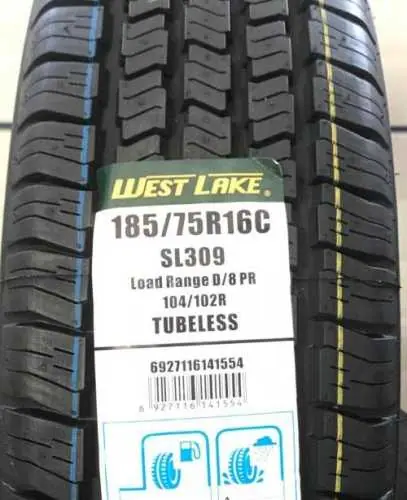 WEST LAKE®
185/75R16C
SL309
Load Range D/8 PR
104/102R
TUBELESS
6927116141554
6 927116 141554